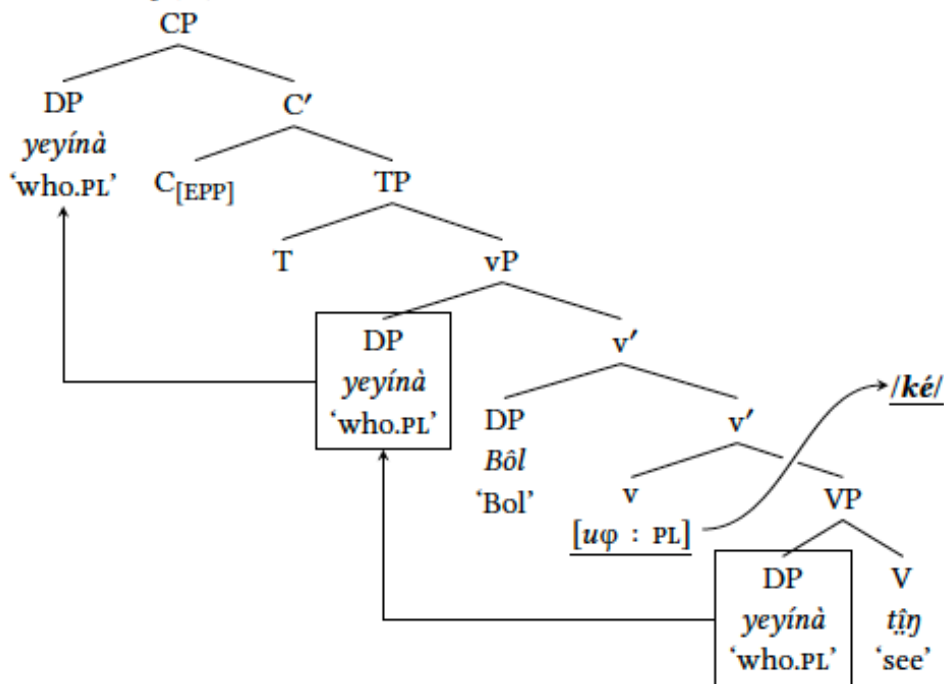 CP
DP C′
yeyínà
‘who.PL’ C[EPP] TP
T vP
DP v′
yeyínà
‘who.PL’ DP v′ /ké/
Bôl
‘Bol’ v VP
[uφ : PL]
DP V
yeyínà tı̤̂ŋ
‘who.PL’ ‘see’